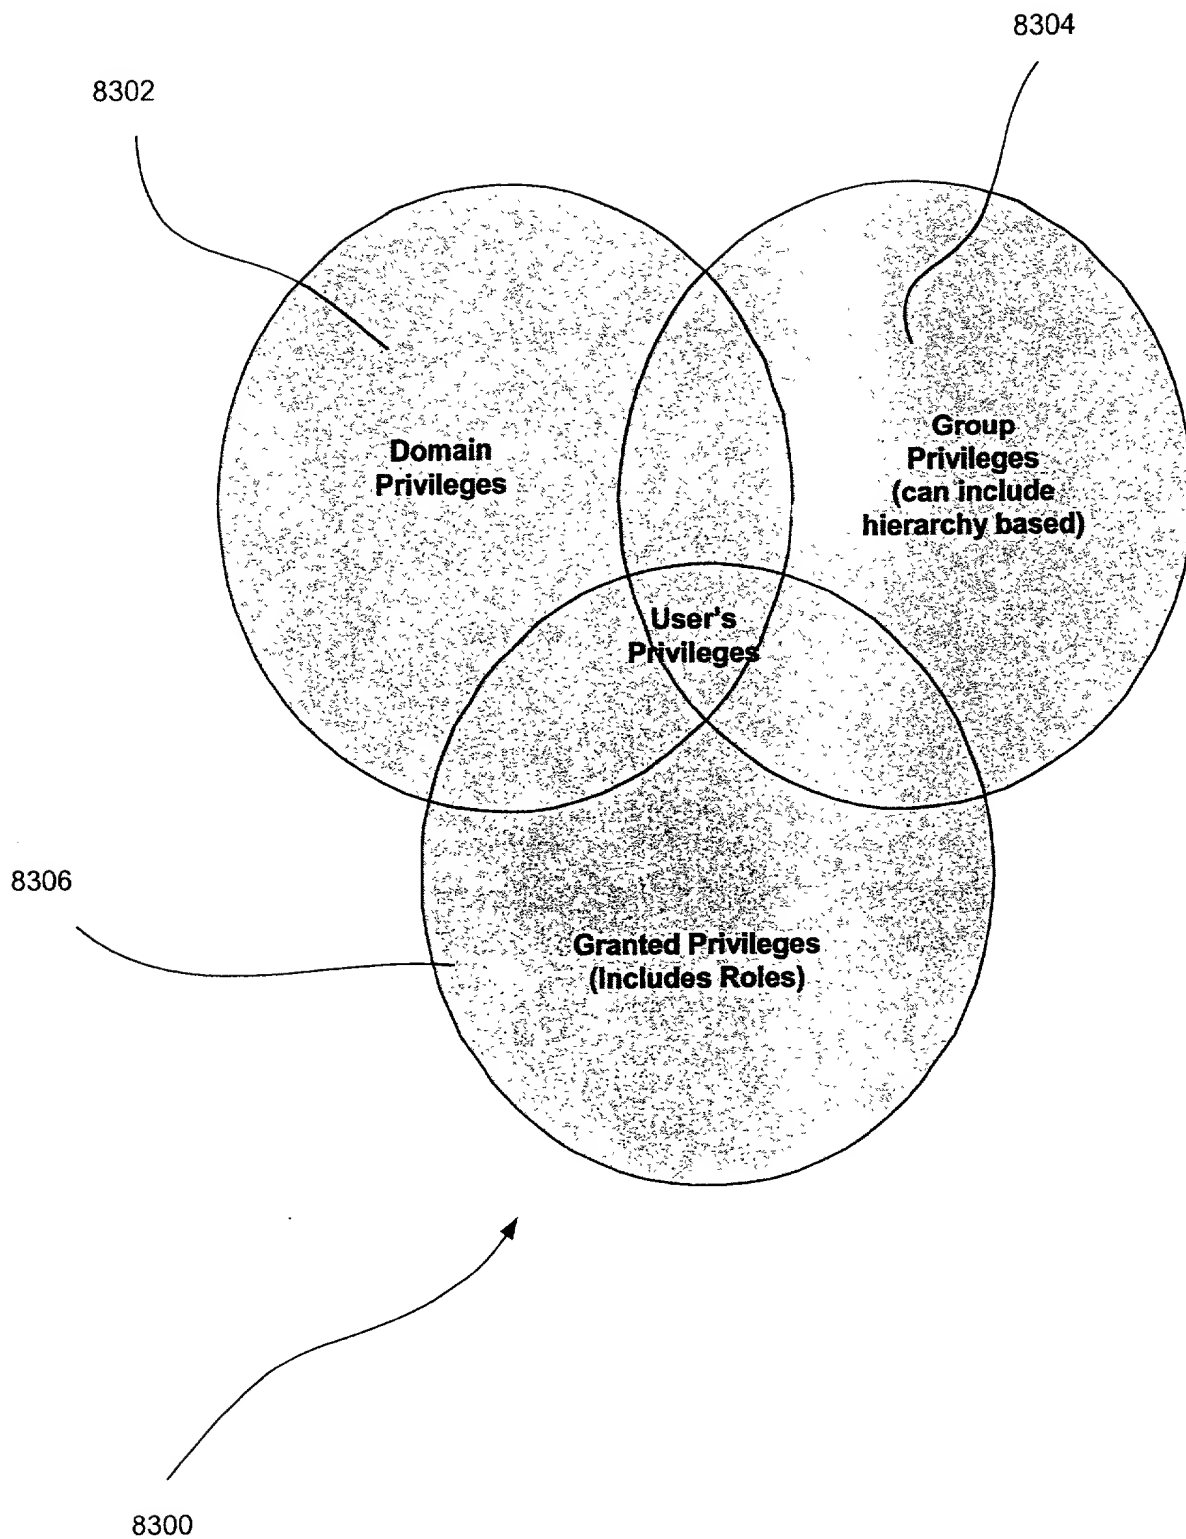 8304
8302
Domain
Privileges
Group
Privileges
(can include
hierarchy based)
User's
Privileges
8306
Granted Privileges
(Includes Roles)
8300